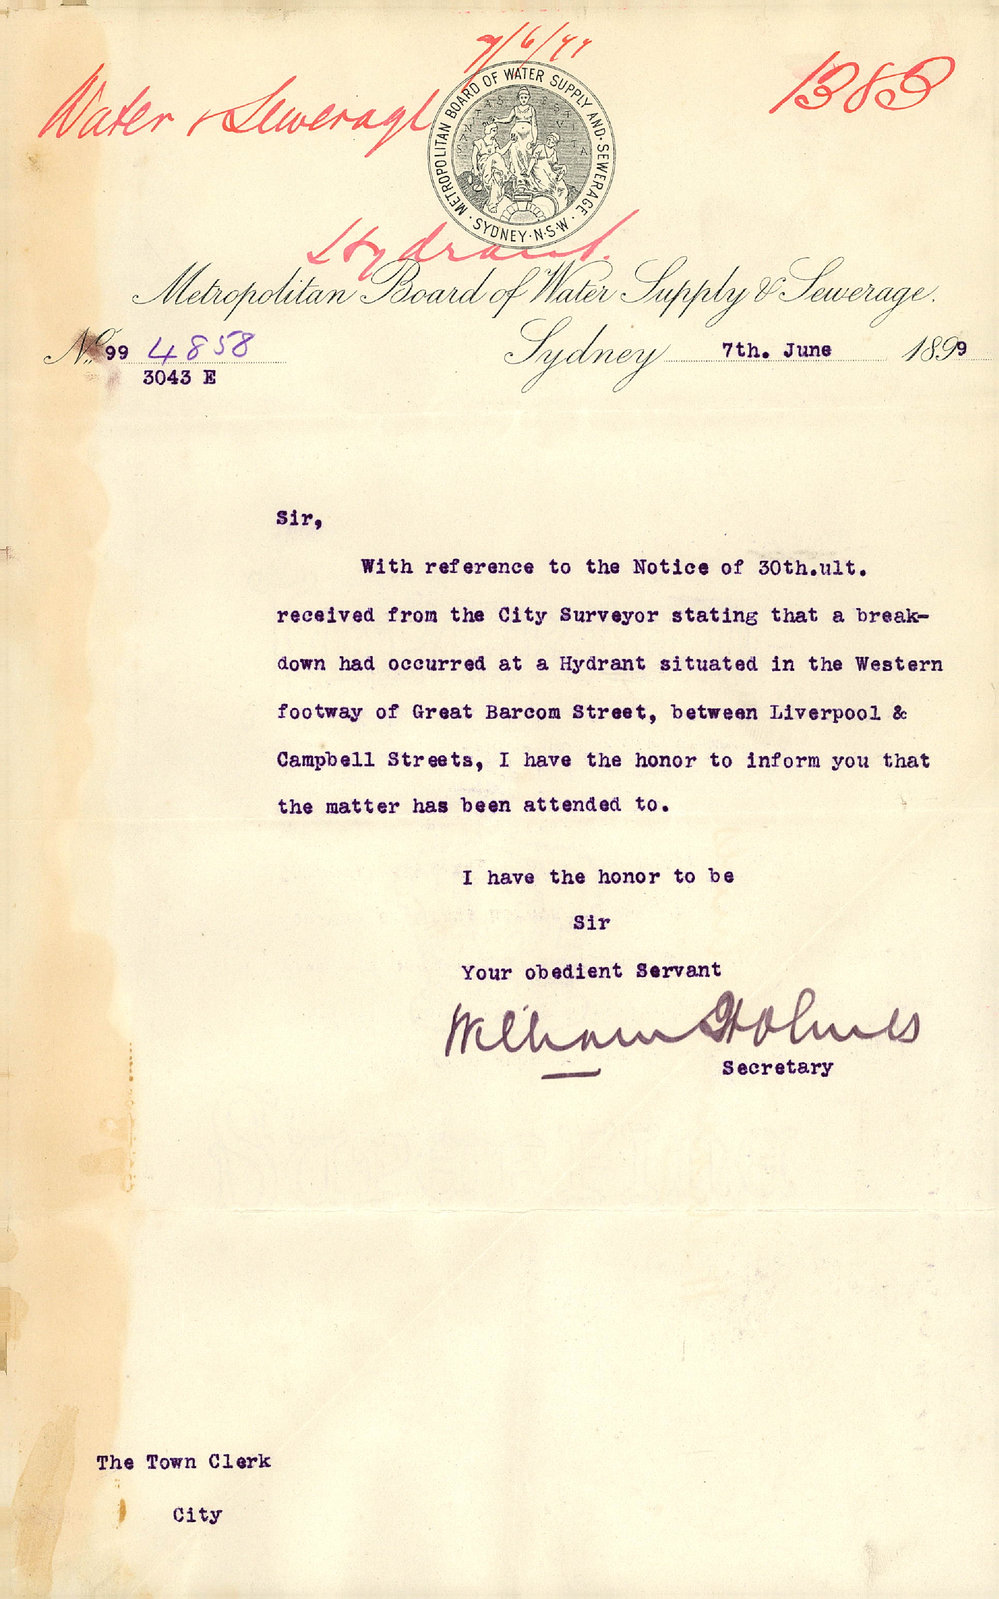 7/6/99
Water & Sewerage
1383
METROPOLITAN BOARD OF WATER SUPPLY AND SEWERAGE.
· SYDNEY · N·S·W ·
Hydrant.
Metropolitan Board of Water Supply & Sewerage.
No. 99 4858
3043 E
Sydney 7th. June 1899
Sir,
With reference to the Notice of 30th.ult.
received from the City Surveyor stating that a break-
down had occurred at a Hydrant situated in the Western
footway of Great Barcom Street, between Liverpool &
Campbell Streets, I have the honor to inform you that
the matter has been attended to.
I have the honor to be
Sir
Your obedient Servant
William Holmes
Secretary
The Town Clerk
City